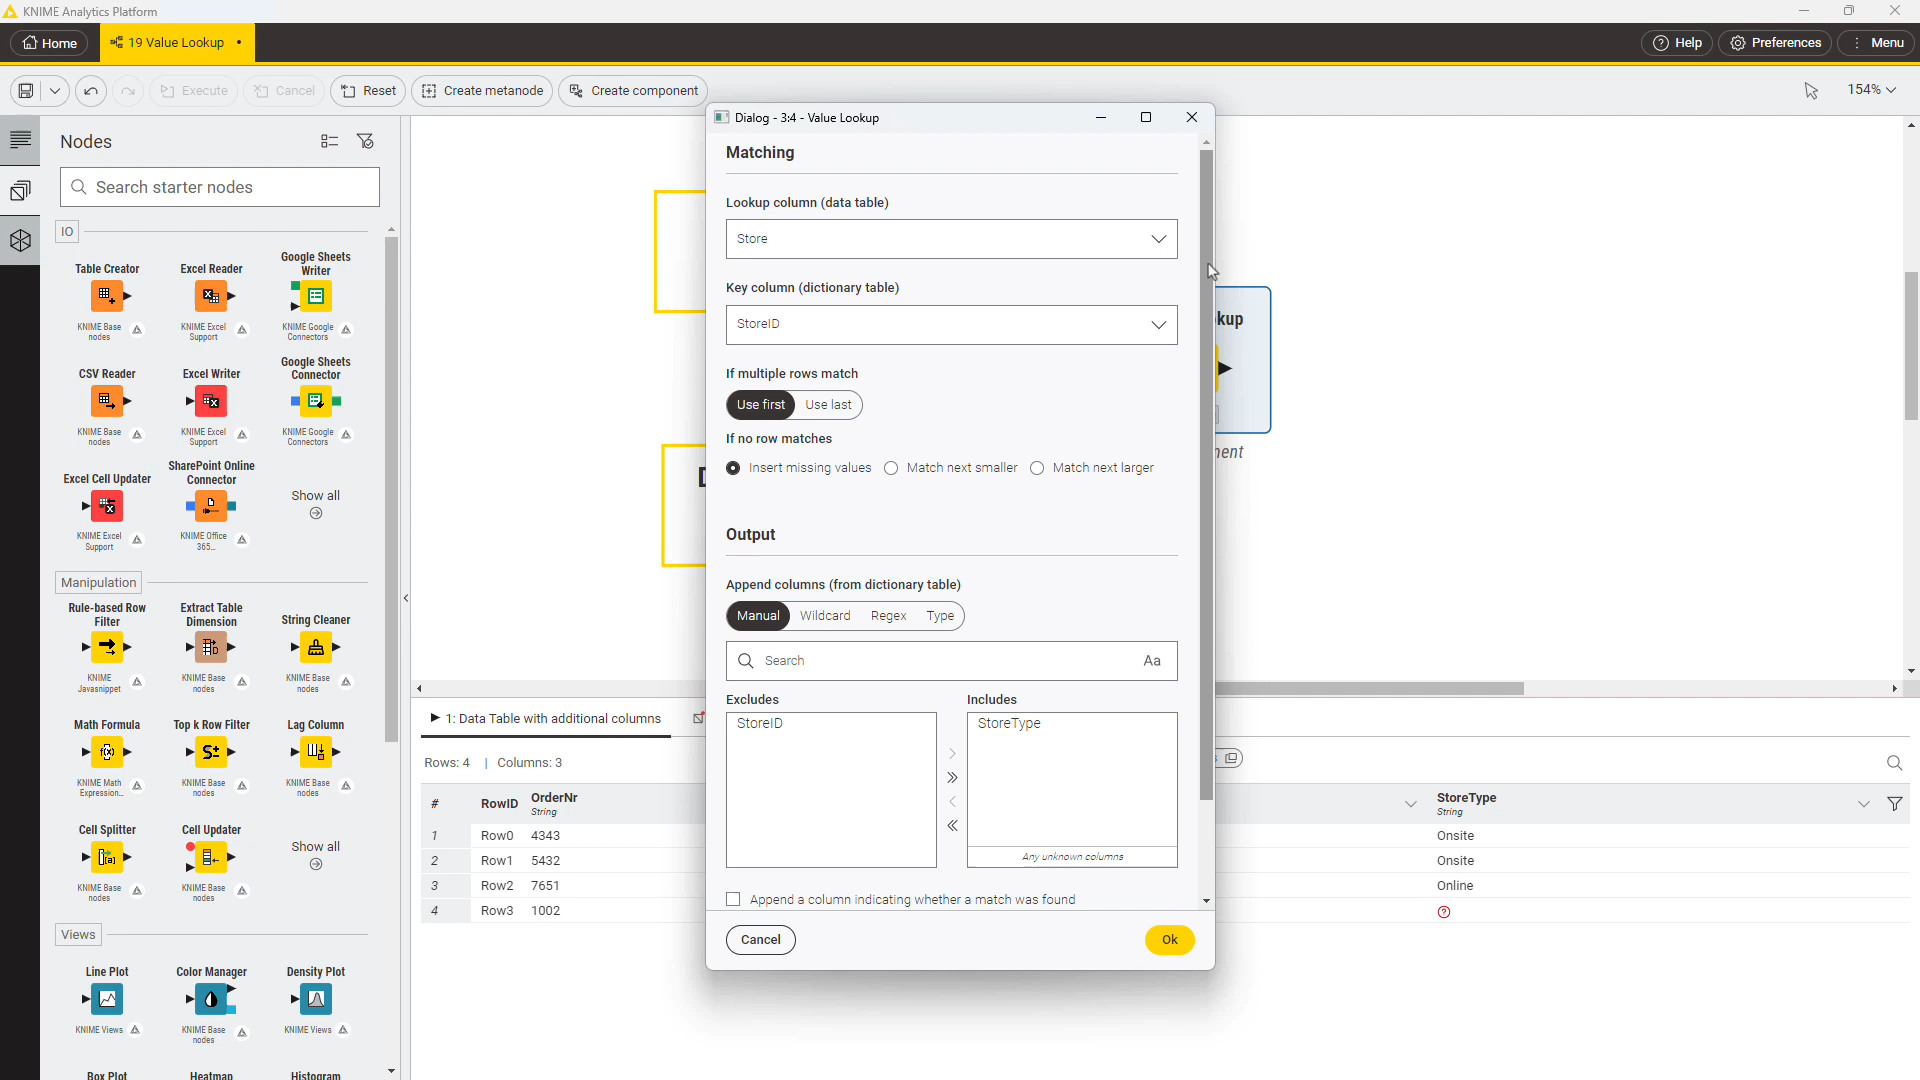 KNIME Analytics Platform
Home
19 Value Lookup •
Help
Preferences
Menu
Execute
Cancel
Reset
Create metanode
Create component
154%
Nodes
Search starter nodes
IO
Table Creator
KNIME Base
nodes
Excel Reader
KNIME Excel
Support
Google Sheets
Writer
KNIME Google
Connectors
CSV Reader
KNIME Base
nodes
Excel Writer
KNIME Excel
Support
Google Sheets
Connector
KNIME Google
Connectors
Excel Cell Updater
KNIME Excel
Support
SharePoint Online
Connector
KNIME Office
365...
Show all
Manipulation
Rule-based Row
Filter
KNIME
Javasnippet
Extract Table
Dimension
KNIME Base
nodes
String Cleaner
KNIME Base
nodes
Math Formula
KNIME Math
Expression...
Top k Row Filter
KNIME Base
nodes
Lag Column
KNIME Base
nodes
Cell Splitter
KNIME Base
nodes
Cell Updater
KNIME Base
nodes
Show all
Views
Line Plot
KNIME Views
Color Manager
KNIME Base
nodes
Density Plot
KNIME Views
Box Plot
Heatmap
Histogram
Dialog - 3:4 - Value Lookup
Matching
Lookup column (data table)
Store
Key column (dictionary table)
StoreID
If multiple rows match
Use first
Use last
If no row matches
Insert missing values
Match next smaller
Match next larger
Output
Append columns (from dictionary table)
Manual
Wildcard
Regex
Type
Search
Aa
Excludes
StoreID
Includes
StoreType
Any unknown columns
Append a column indicating whether a match was found
Cancel
Ok
kup
ent
1: Data Table with additional columns
Rows: 4 | Columns: 3
# RowID OrderNr StoreType
String String
1 Row0 4343 Onsite
2 Row1 5432 Onsite
3 Row2 7651 Online
4 Row3 1002 ?